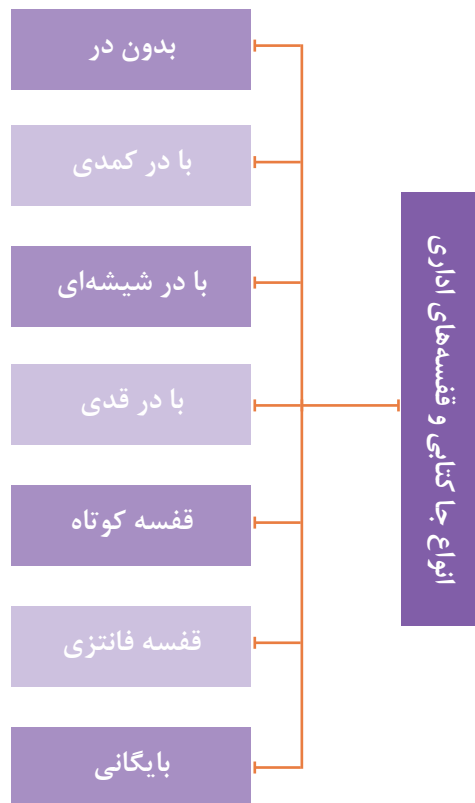 انواع جا کتابی و قفسه‌های اداری
بدون در
با در کمدی
با در شیشه‌ای
با در قدی
قفسه کوتاه
قفسه فانتزی
بایگانی